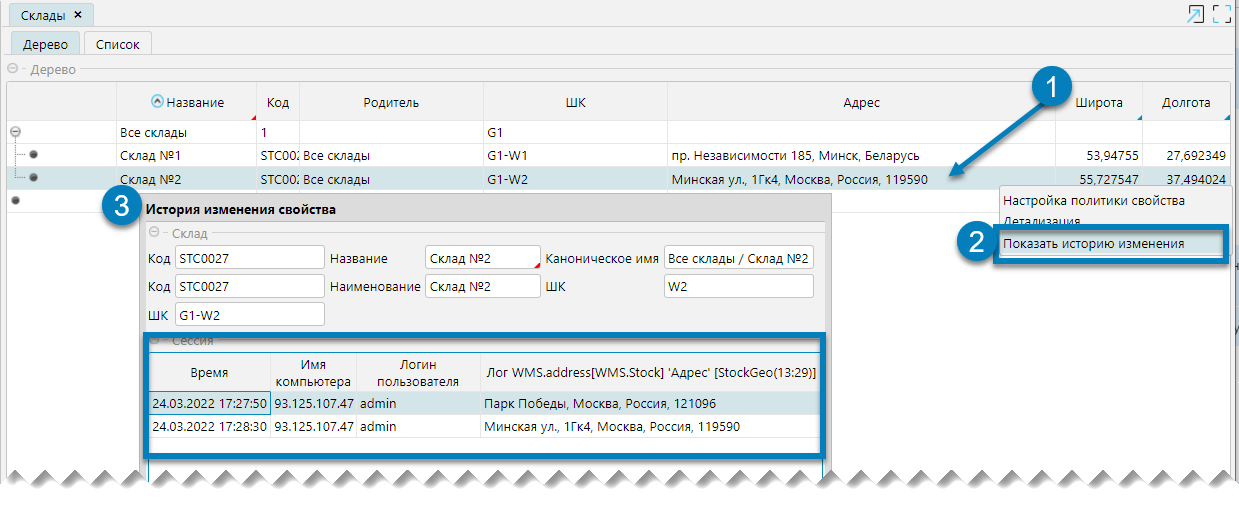 Склады ×
Дерево Список
Дерево
Название Код Родитель ШК Адрес Широта Долгота
1
Все склады 1 G1
Склад №1 STC002 Все склады G1-W1 пр. Независимости 185, Минск, Беларусь 53,94755 27,692349
Склад №2 STC002 Все склады G1-W2 Минская ул., 1Гк4, Москва, Россия, 119590 55,727547 37,494024
Настройка политики свойства
Детализация
2
Показать историю изменения
3
История изменения свойства
Склад
Код STC0027 Название Склад №2 Каноническое имя Все склады / Склад №2
Код STC0027 Наименование Склад №2 ШК W2
ШК G1-W2
Сессия
Время Имя компьютера Логин пользователя Лог WMS.address[WMS.Stock] 'Адрес' [StockGeo(13:29)]
24.03.2022 17:27:50 93.125.107.47 admin Парк Победы, Москва, Россия, 121096
24.03.2022 17:28:30 93.125.107.47 admin Минская ул., 1Гк4, Москва, Россия, 119590